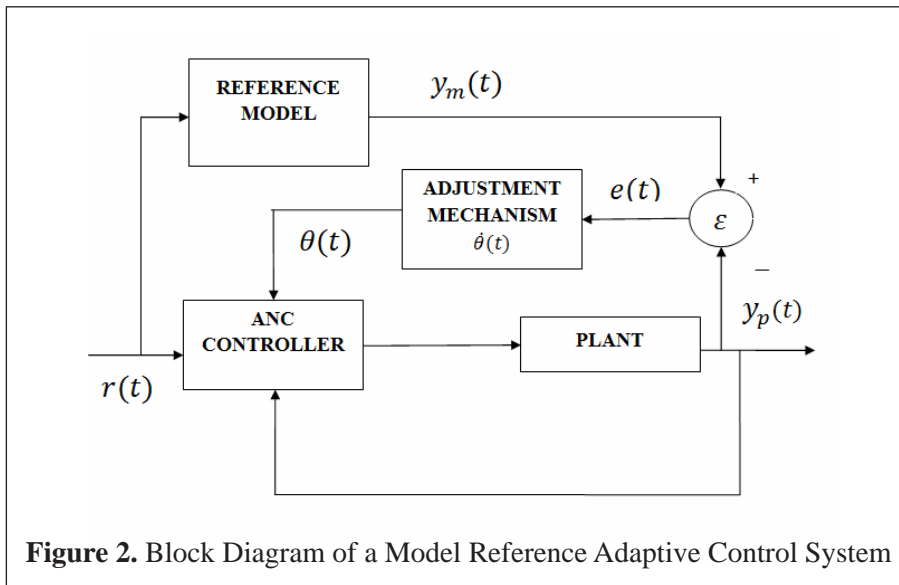 REFERENCE
MODEL
y_m(t)
+
ADJUSTMENT
MECHANISM
θ̇(t)
e(t)
ε
θ(t)
−
y_p(t)
ANC
CONTROLLER
PLANT
r(t)
Figure 2. Block Diagram of a Model Reference Adaptive Control System